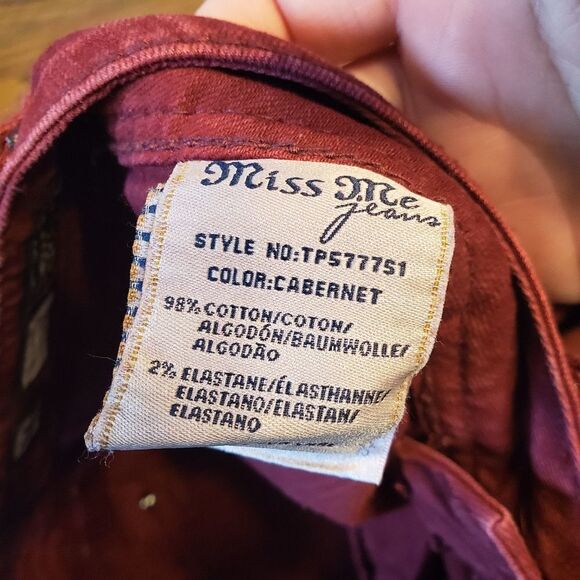 Miss Me
jeans
STYLE NO:TP5777S1
COLOR:CABERNET
98% COTTON/COTON/
ALGODÓN/BAUMWOLLE/
ALGODÃO
2% ELASTANE/ÉLASTHANNE/
ELASTANO/ELASTAN/
ELASTANO